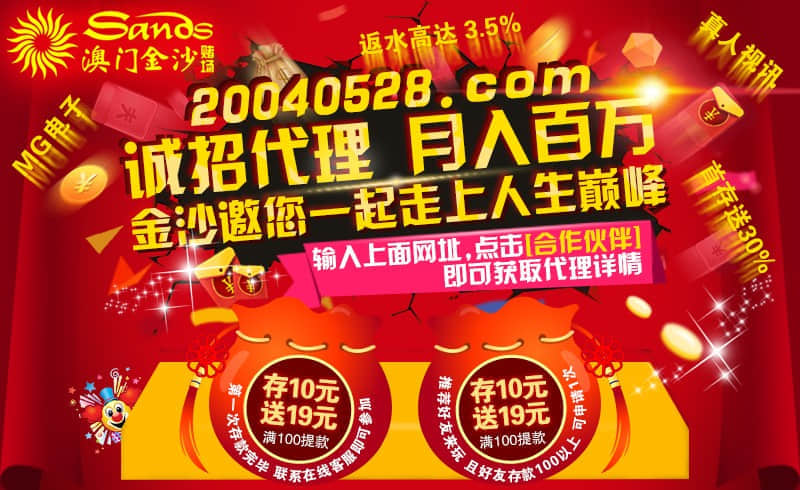 Sands
澳门金沙赌场
返水高达 3.5%
真人视讯
MG电子
20040528.com
诚招代理 月入百万
金沙邀您一起走上人生巅峰
首存送30%
输入上面网址,点击[合作伙伴]
即可获取代理详情
存10元
送19元
满100提款
第一次存款完毕 联系在线客服即可参加
存10元
送19元
满100提款
推荐好友来玩 且好友存款100以上 可申请1次